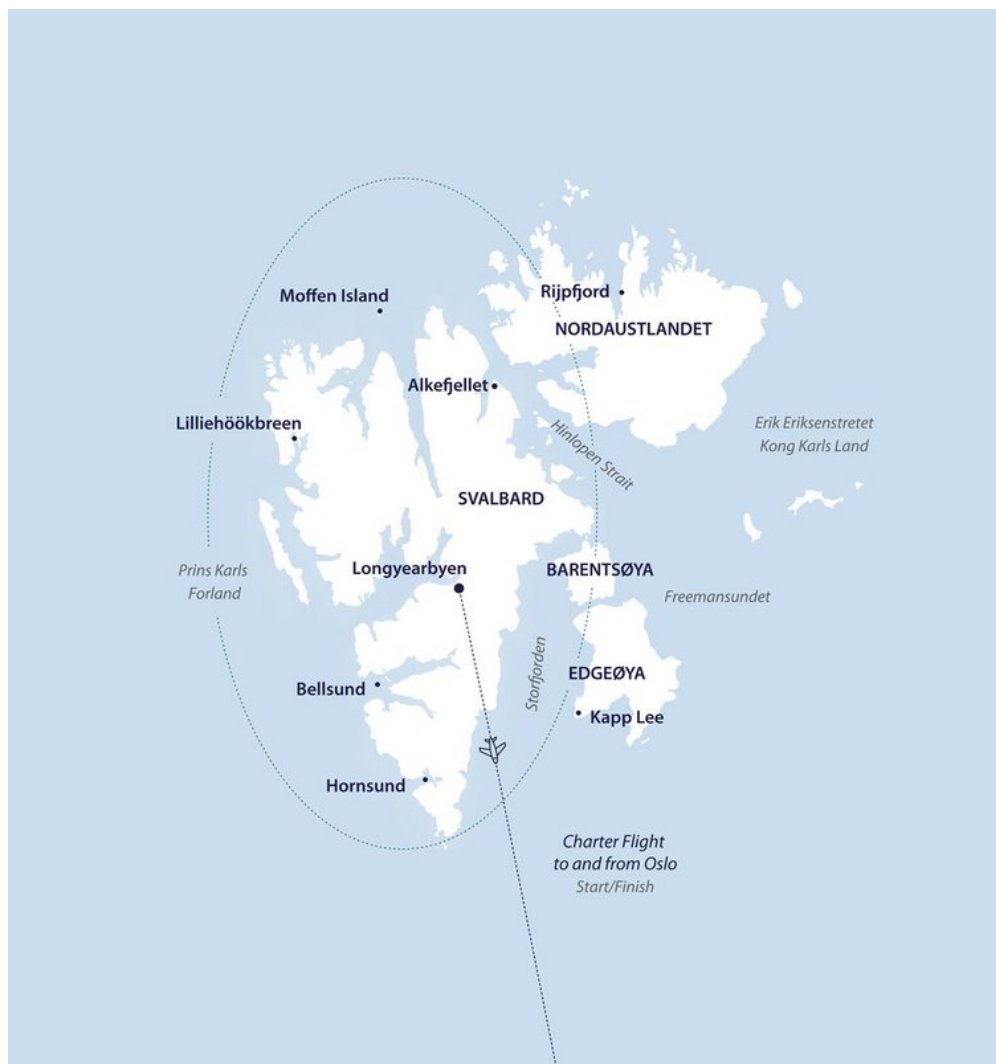 Moffen Island
Rijpfjord
NORDAUSTLANDET
Alkefjellet
Lilliehöökbreen
Erik Eriksenstretet
Kong Karls Land
Hinlopen Strait
SVALBARD
Longyearbyen
BARENTSØYA
Prins Karls
Forland
Freemansundet
Storfjorden
EDGEØYA
Bellsund
Kapp Lee
Hornsund
Charter Flight
to and from Oslo
Start/Finish